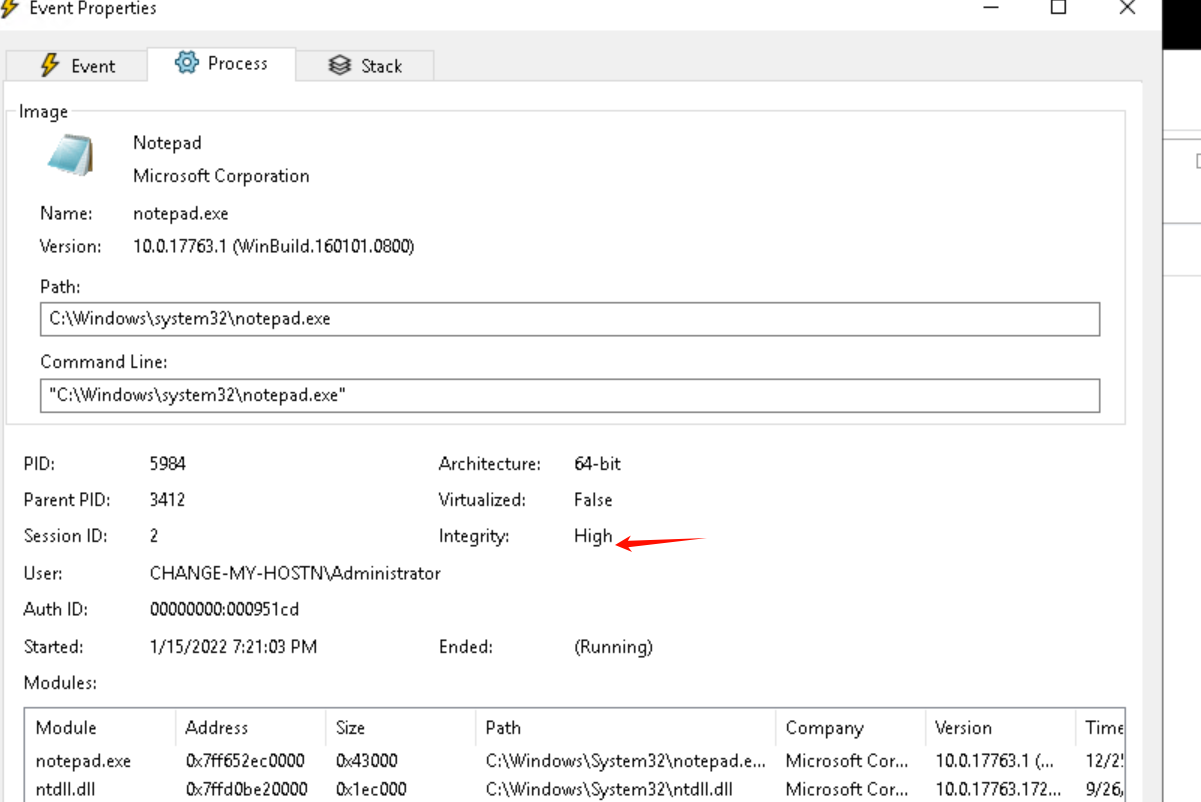 Event Properties
Event Process Stack
Image
Notepad
Microsoft Corporation
Name: notepad.exe
Version: 10.0.17763.1 (WinBuild.160101.0800)
Path:
C:\Windows\system32\notepad.exe
Command Line:
"C:\Windows\system32\notepad.exe"
PID: 5984 Architecture: 64-bit
Parent PID: 3412 Virtualized: False
Session ID: 2 Integrity: High
User: CHANGE-MY-HOSTN\Administrator
Auth ID: 00000000:000951cd
Started: 1/15/2022 7:21:03 PM Ended: (Running)
Modules:
Module Address Size Path Company Version Time
notepad.exe 0x7ff652ec0000 0x43000 C:\Windows\System32\notepad.e... Microsoft Cor... 10.0.17763.1 (...
ntdll.dll 0x7ffd0be20000 0x1ec000 C:\Windows\System32\ntdll.dll Microsoft Cor... 10.0.17763.172... 9/26,